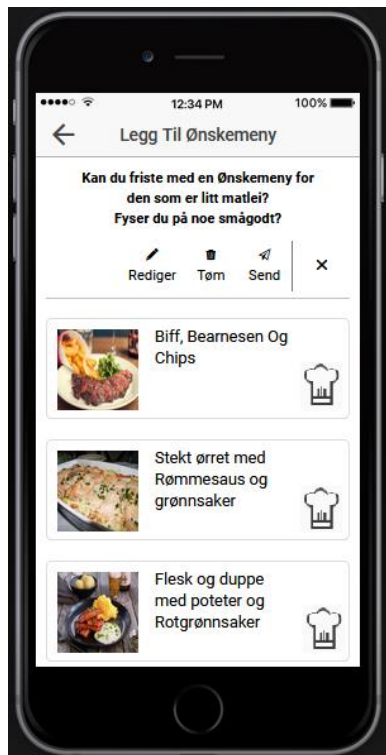 12:34 PM
100%
Legg Til Ønskemeny
Kan du friste med en Ønskemeny for
den som er litt matlei?
Fyser du på noe smågodt?
Rediger Tøm Send
Biff, Bearnesen Og
Chips
Stekt ørret med
Rømmesaus og
grønnsaker
Flesk og duppe
med poteter og
Rotgrønnsaker